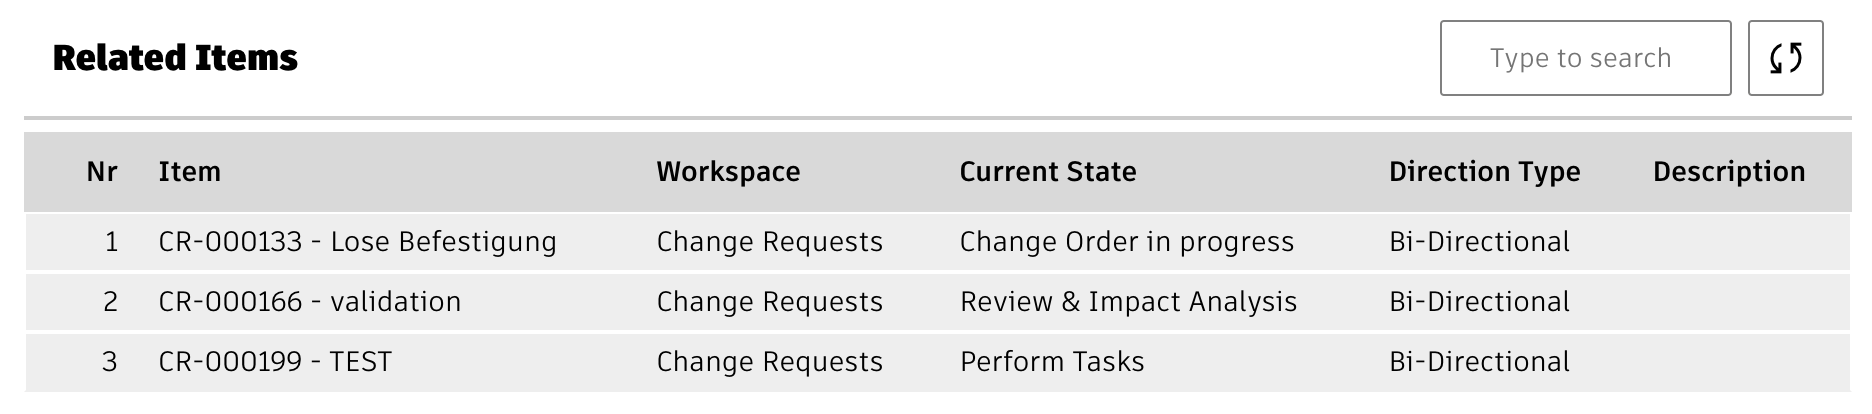 Related Items
Type to search
Nr Item Workspace Current State Direction Type Description
1 CR-000133 - Lose Befestigung Change Requests Change Order in progress Bi-Directional
2 CR-000166 - validation Change Requests Review & Impact Analysis Bi-Directional
3 CR-000199 - TEST Change Requests Perform Tasks Bi-Directional